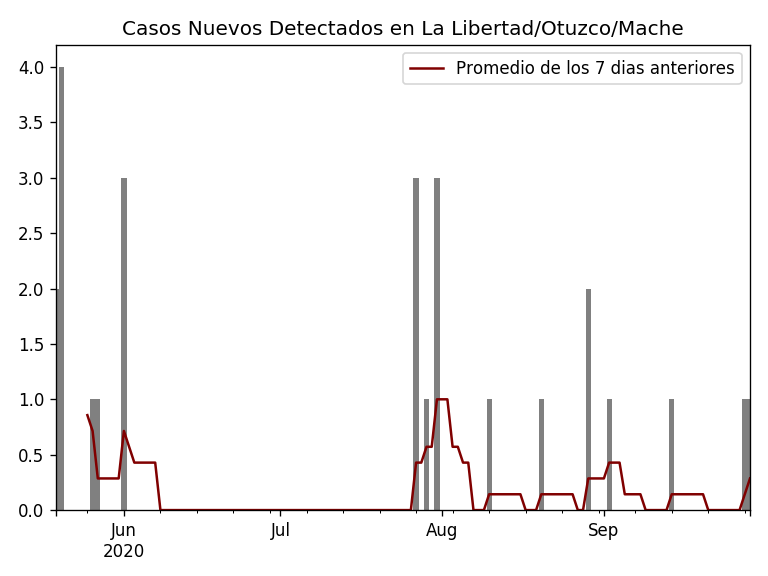 Casos Nuevos Detectados en La Libertad/Otuzco/Mache
Promedio de los 7 dias anteriores
4.0
3.5
3.0
2.5
2.0
1.5
1.0
0.5
0.0
Jun
2020
Jul
Aug
Sep